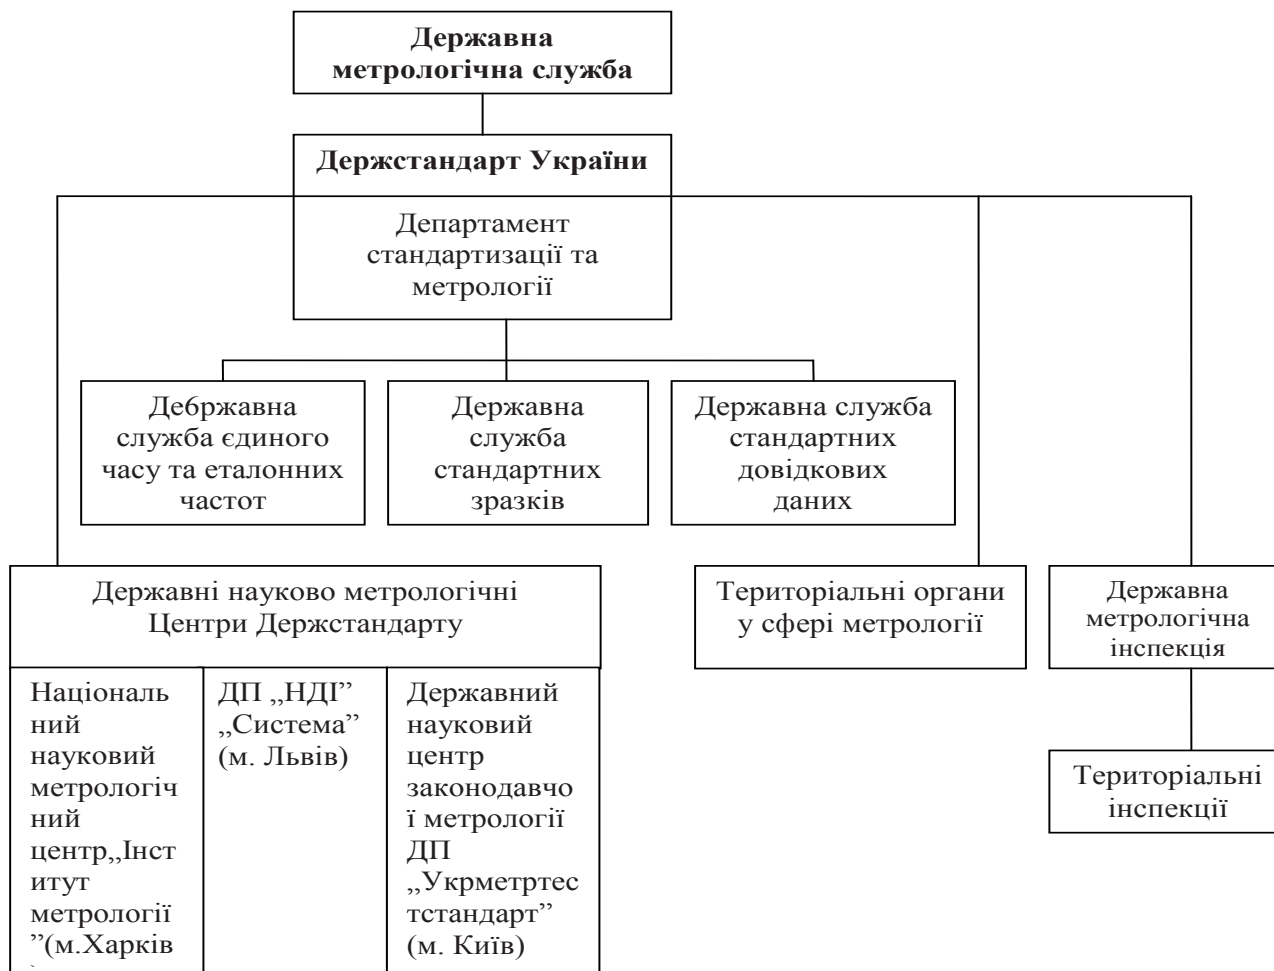 Державна
метрологічна служба
Держстандарт України
Департамент
стандартизації та
метрології
Де6ржавна
служба єдиного
часу та еталонних
частот
Державна
служба
стандартних
зразків
Державна служба
стандартних
довідкових
даних
Державні науково метрологічні
Центри Держстандарту
Територіальні органи
у сфері метрології
Державна
метрологічна
інспекція
Національ
ний
науковий
метрологіч
ний
центр„Інст
итут
метрології
”(м.Харків
ДП „НДІ”
„Система”
(м. Львів)
Державний
науковий
центр
законодавчо
ї метрології
ДП
„Укрметртес
тстандарт”
(м. Київ)
Територіальні
інспекції